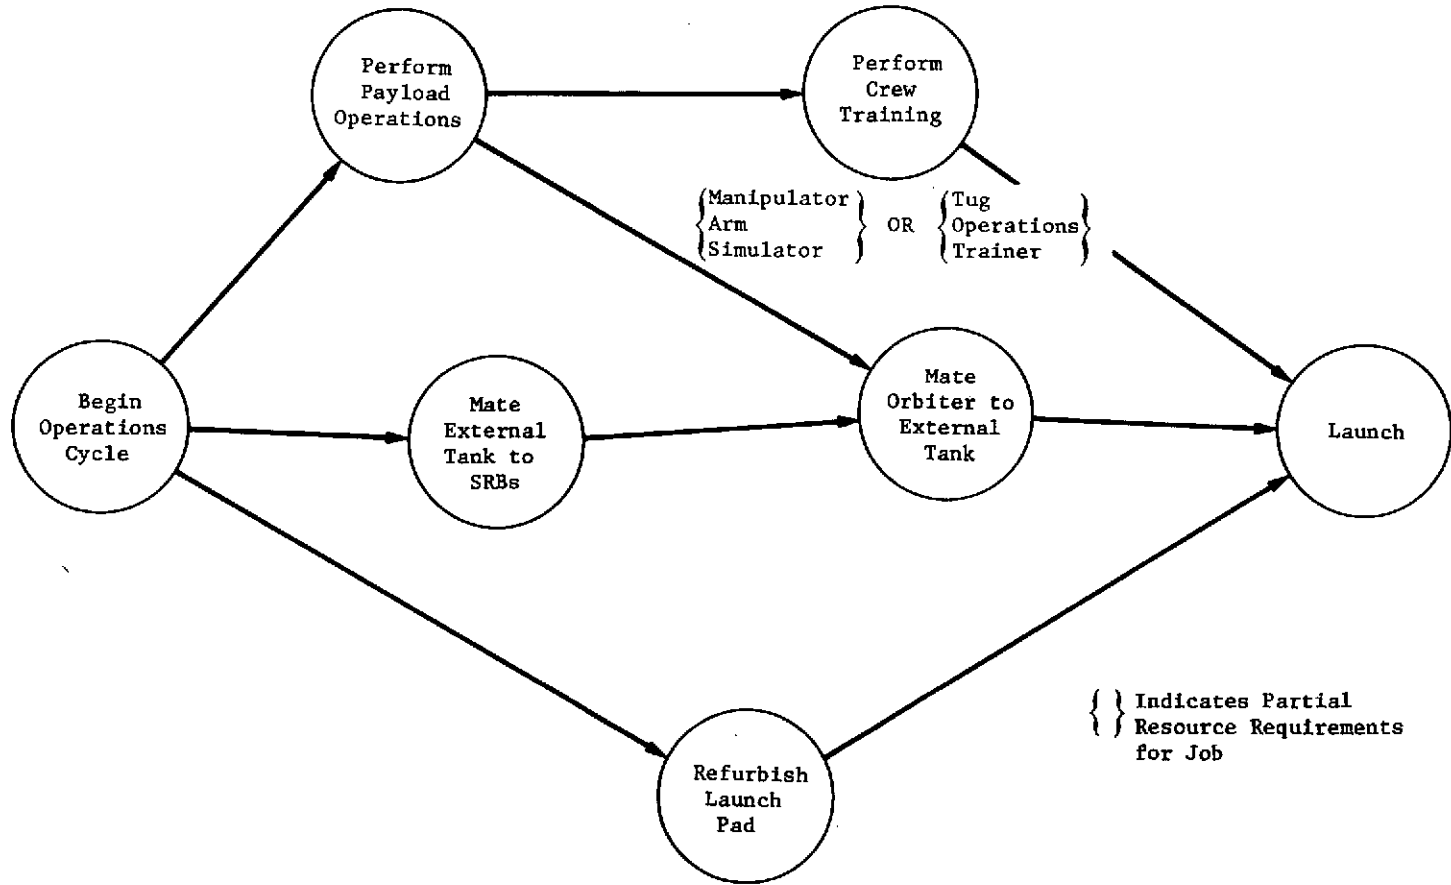 Perform
Payload
Operations
Perform
Crew
Training
{Manipulator
Arm
Simulator}
OR
{Tug
Operations
Trainer}
Begin
Operations
Cycle
Mate
External
Tank to
SRBs
Mate
Orbiter to
External
Tank
Launch
Refurbish
Launch
Pad
{ } Indicates Partial
Resource Requirements
for Job